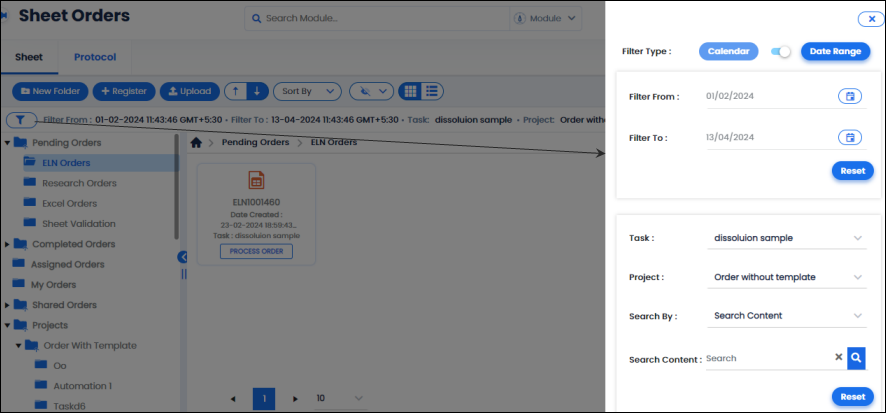 Sheet Orders
Search Module..
Module
Sheet
Protocol
New Folder
+ Register
Upload
Sort By
Filter From : 01-02-2024 11:43:46 GMT+5:30 • Filter To : 13-04-2024 11:43:46 GMT+5:30 • Task: dissoluion sample • Project: Order witho
Pending Orders
ELN Orders
Research Orders
Excel Orders
Sheet Validation
Completed Orders
Assigned Orders
My Orders
Shared Orders
Projects
Order With Template
Oo
Automation 1
Taskd6
Pending Orders > ELN Orders
ELN1001460
Date Created :
23-02-2024 18:59:43...
Task : dissoluion sample
PROCESS ORDER
1
10
Filter Type :
Calendar
Date Range
Filter From :
01/02/2024
Filter To :
13/04/2024
Reset
Task :
dissoluion sample
Project :
Order without template
Search By :
Search Content
Search Content :
Search
Reset